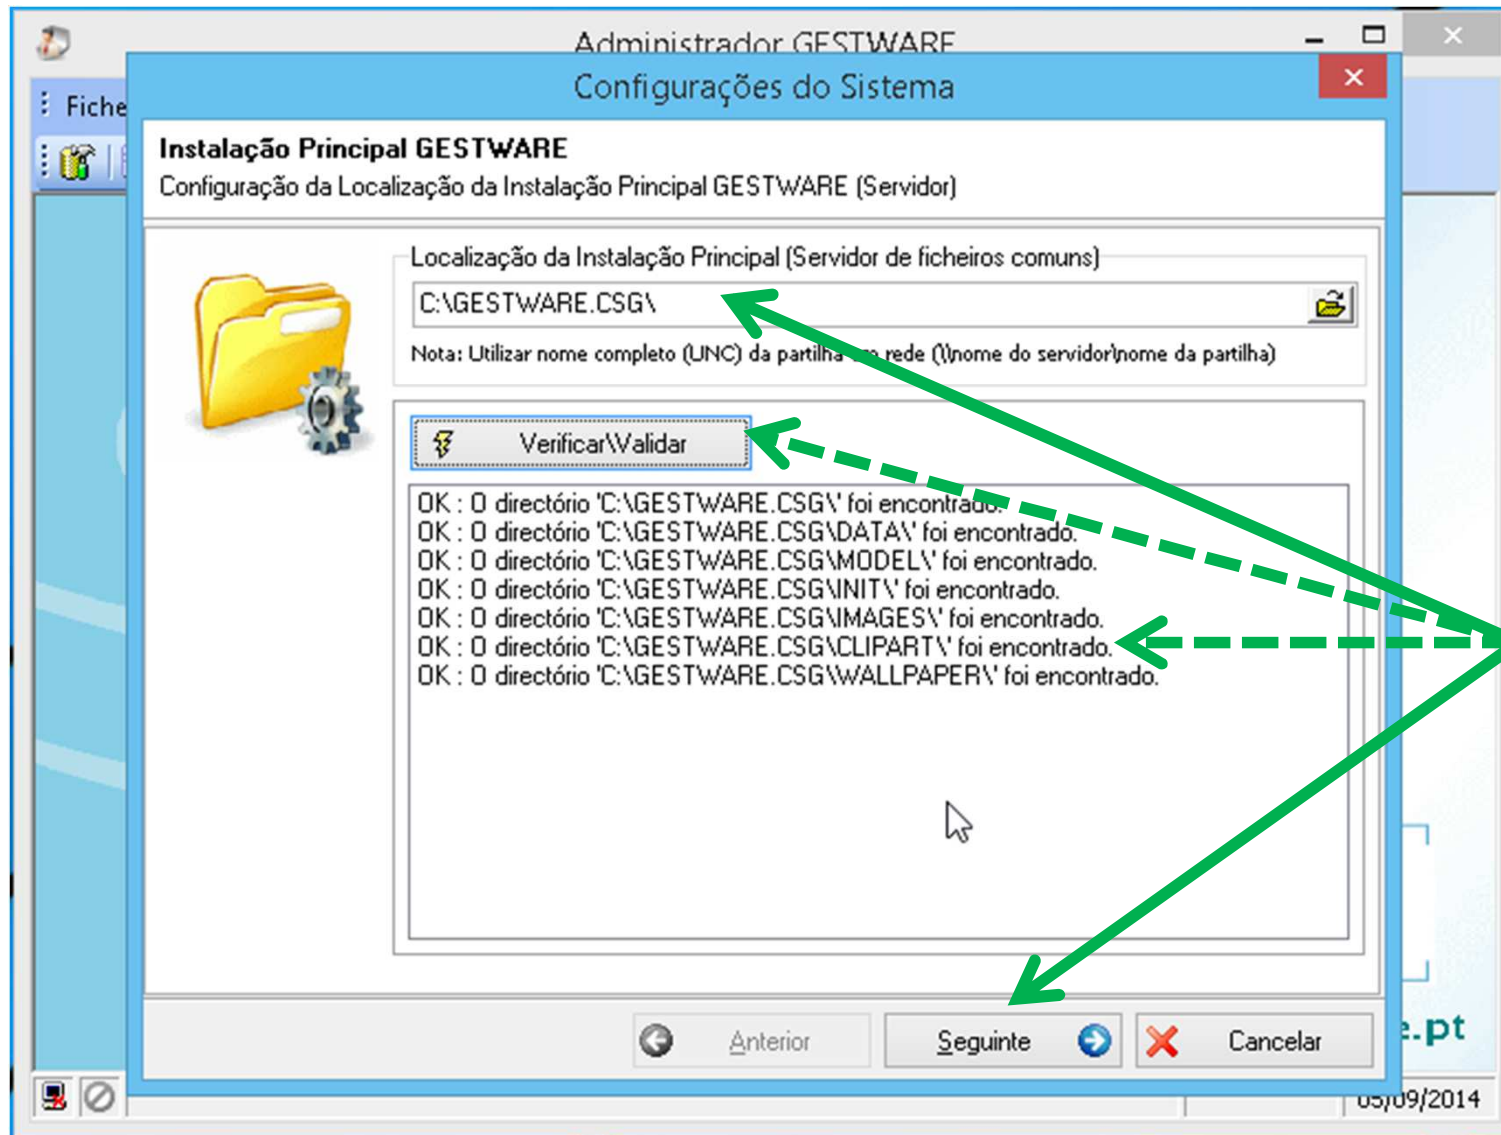 Administrador GESTWARE
Configurações do Sistema
Fiche
Instalação Principal GESTWARE
Configuração da Localização da Instalação Principal GESTWARE (Servidor)
Localização da Instalação Principal (Servidor de ficheiros comuns)
C:\GESTWARE.CSG\
Nota: Utilizar nome completo (UNC) da partilha em rede (\\nome do servidor\nome da partilha)
Verificar\Validar
OK : O directório 'C:\GESTWARE.CSG\' foi encontrado.
OK : O directório 'C:\GESTWARE.CSG\DATA\' foi encontrado.
OK : O directório 'C:\GESTWARE.CSG\MODEL\' foi encontrado.
OK : O directório 'C:\GESTWARE.CSG\INIT\' foi encontrado.
OK : O directório 'C:\GESTWARE.CSG\IMAGES\' foi encontrado.
OK : O directório 'C:\GESTWARE.CSG\CLIPART\' foi encontrado.
OK : O directório 'C:\GESTWARE.CSG\WALLPAPER\' foi encontrado.
Anterior
Seguinte
Cancelar
.pt
05/09/2014